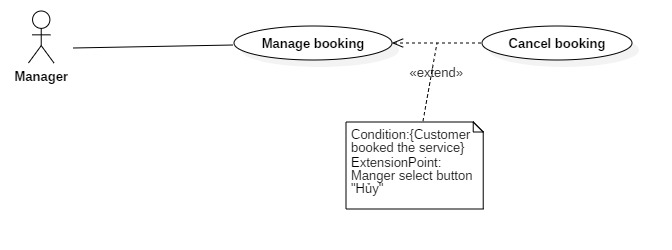 Manage booking
Cancel booking
Manager
«extend»
Condition:{Customer
booked the service}
ExtensionPoint:
Manger select button
"Hủy"